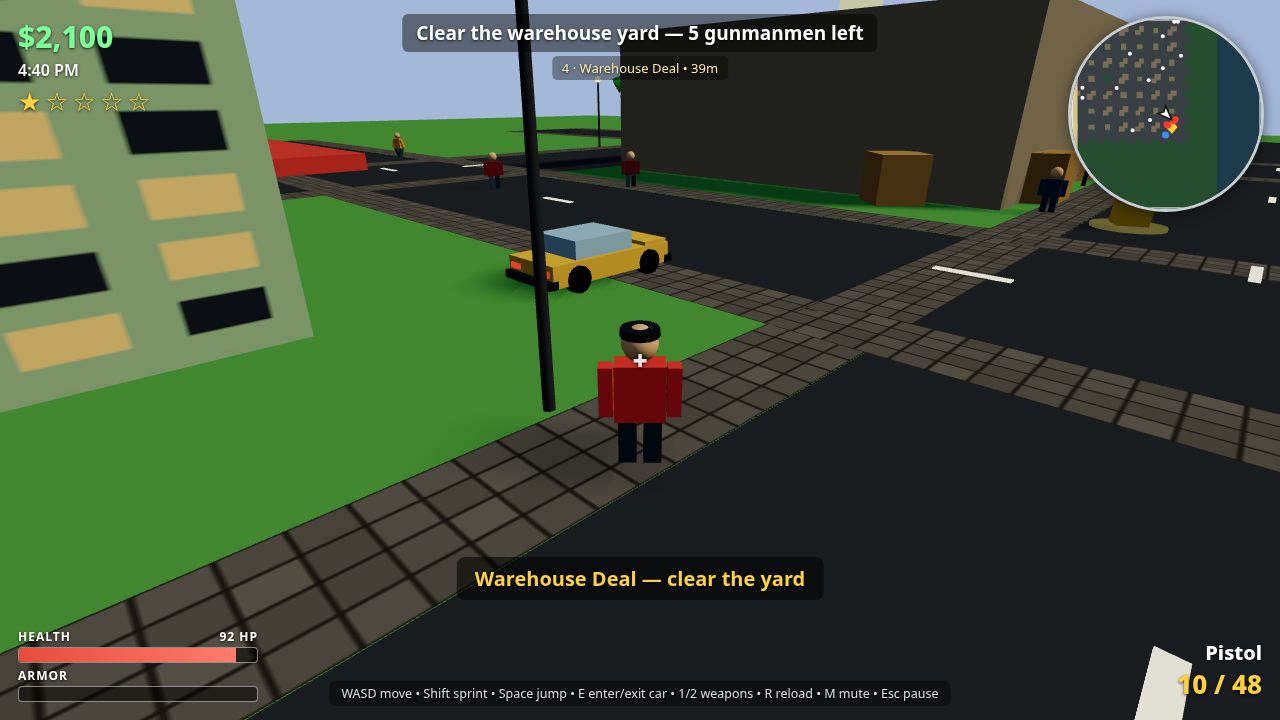 $2,100
4:40 PM
Clear the warehouse yard — 5 gunmanmen left
4 · Warehouse Deal • 39m
Warehouse Deal — clear the yard
HEALTH 92 HP
ARMOR
WASD move • Shift sprint • Space jump • E enter/exit car • 1/2 weapons • R reload • M mute • Esc pause
Pistol
10 / 48